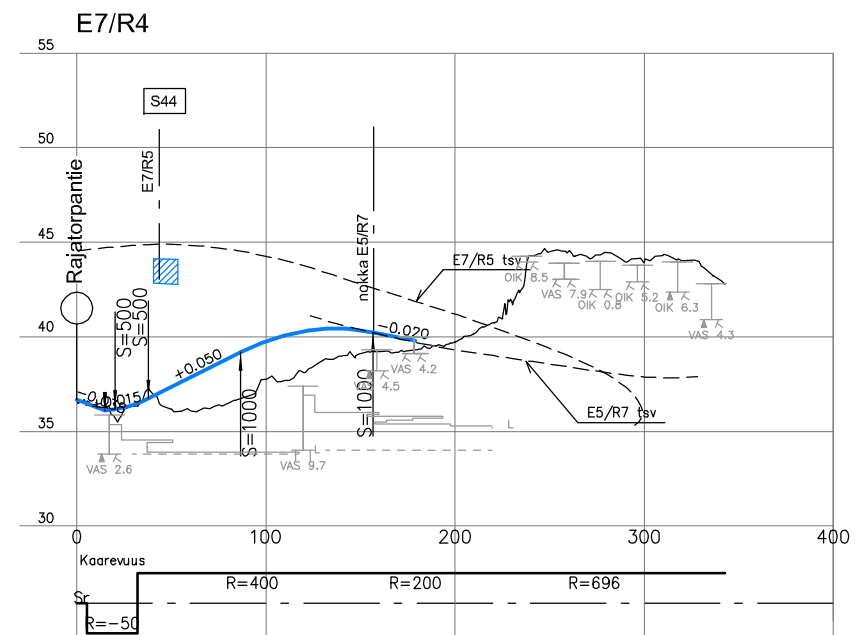 E7/R4
55
50
45
40
35
30
S44
E7/R5
Rajatorpantie
S=500
S=500
+0.050
S=1000
nokka E5/R7
S=1000
-0.020
E7/R5 tsv
E5/R7 tsv
OIK 8.5
VAS 7.9
OIK 0.8
OIK 5.2
OIK 6.3
VAS 4.3
VAS 4.2
VAS 4.5
VAS 2.6
VAS 9.7
L
0
100
200
300
400
Kaarevuus
R=400
R=200
R=696
Sr
R=-50